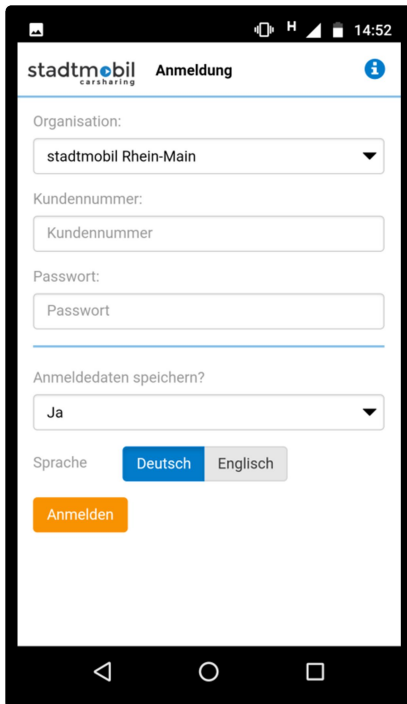 H 14:52
stadtmobil Anmeldung
carsharing
Organisation:
stadtmobil Rhein-Main
Kundennummer:
Kundennummer
Passwort:
Passwort
Anmeldedaten speichern?
Ja
Sprache Deutsch Englisch
Anmelden